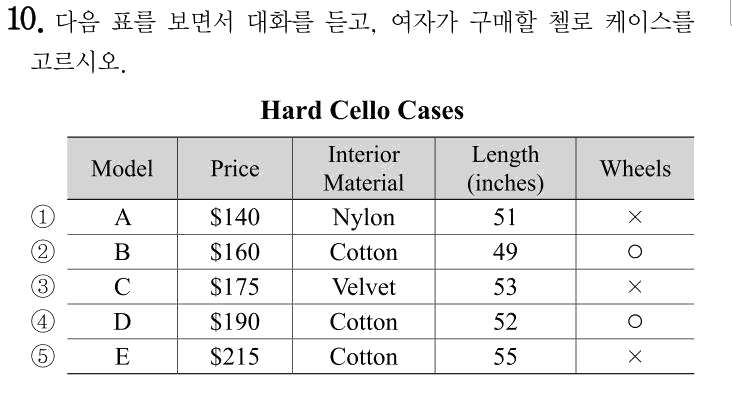 10. 다음 표를 보면서 대화를 듣고, 여자가 구매할 첼로 케이스를
고르시오.
Hard Cello Cases
Model Price Interior Material Length (inches) Wheels
① A $140 Nylon 51 ×
② B $160 Cotton 49 ○
③ C $175 Velvet 53 ×
④ D $190 Cotton 52 ○
⑤ E $215 Cotton 55 ×